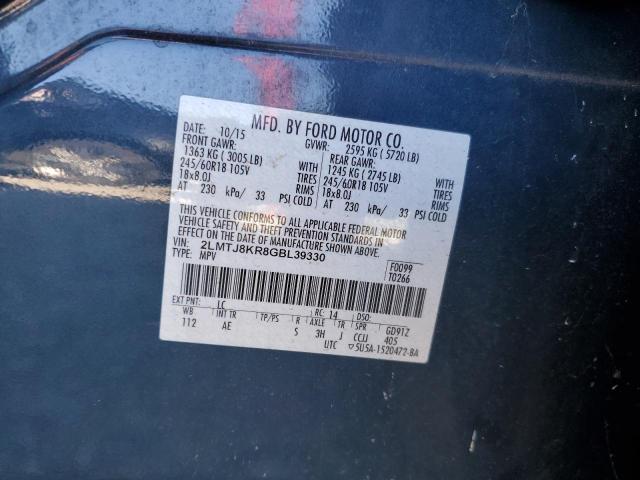 MFD. BY FORD MOTOR CO.
DATE: 10/15 GVWR: 2595 KG ( 5720 LB)
FRONT GAWR: REAR GAWR:
1363 KG ( 3005 LB) WITH 1245 KG ( 2745 LB) WITH
245/60R18 105V TIRES 245/60R18 105V TIRES
18x8.0J RIMS 18x8.0J RIMS
AT 230 kPa/ 33 PSI COLD AT 230 kPa/ 33 PSI COLD
THIS VEHICLE CONFORMS TO ALL APPLICABLE FEDERAL MOTOR
VEHICLE SAFETY AND THEFT PREVENTION STANDARDS IN
EFFECT ON THE DATE OF MANUFACTURE SHOWN ABOVE.
VIN: 2LMTJ8KR8GBL39330
TYPE: MPV
F0099
T0266
EXT PNT: LC RC: 14 DSO:
WB INT TR TP/PS R AXLE TR SPR GD91Z
112 AE S 3H J CCJJ 405
UTC ▽5U5A-1520472-BA